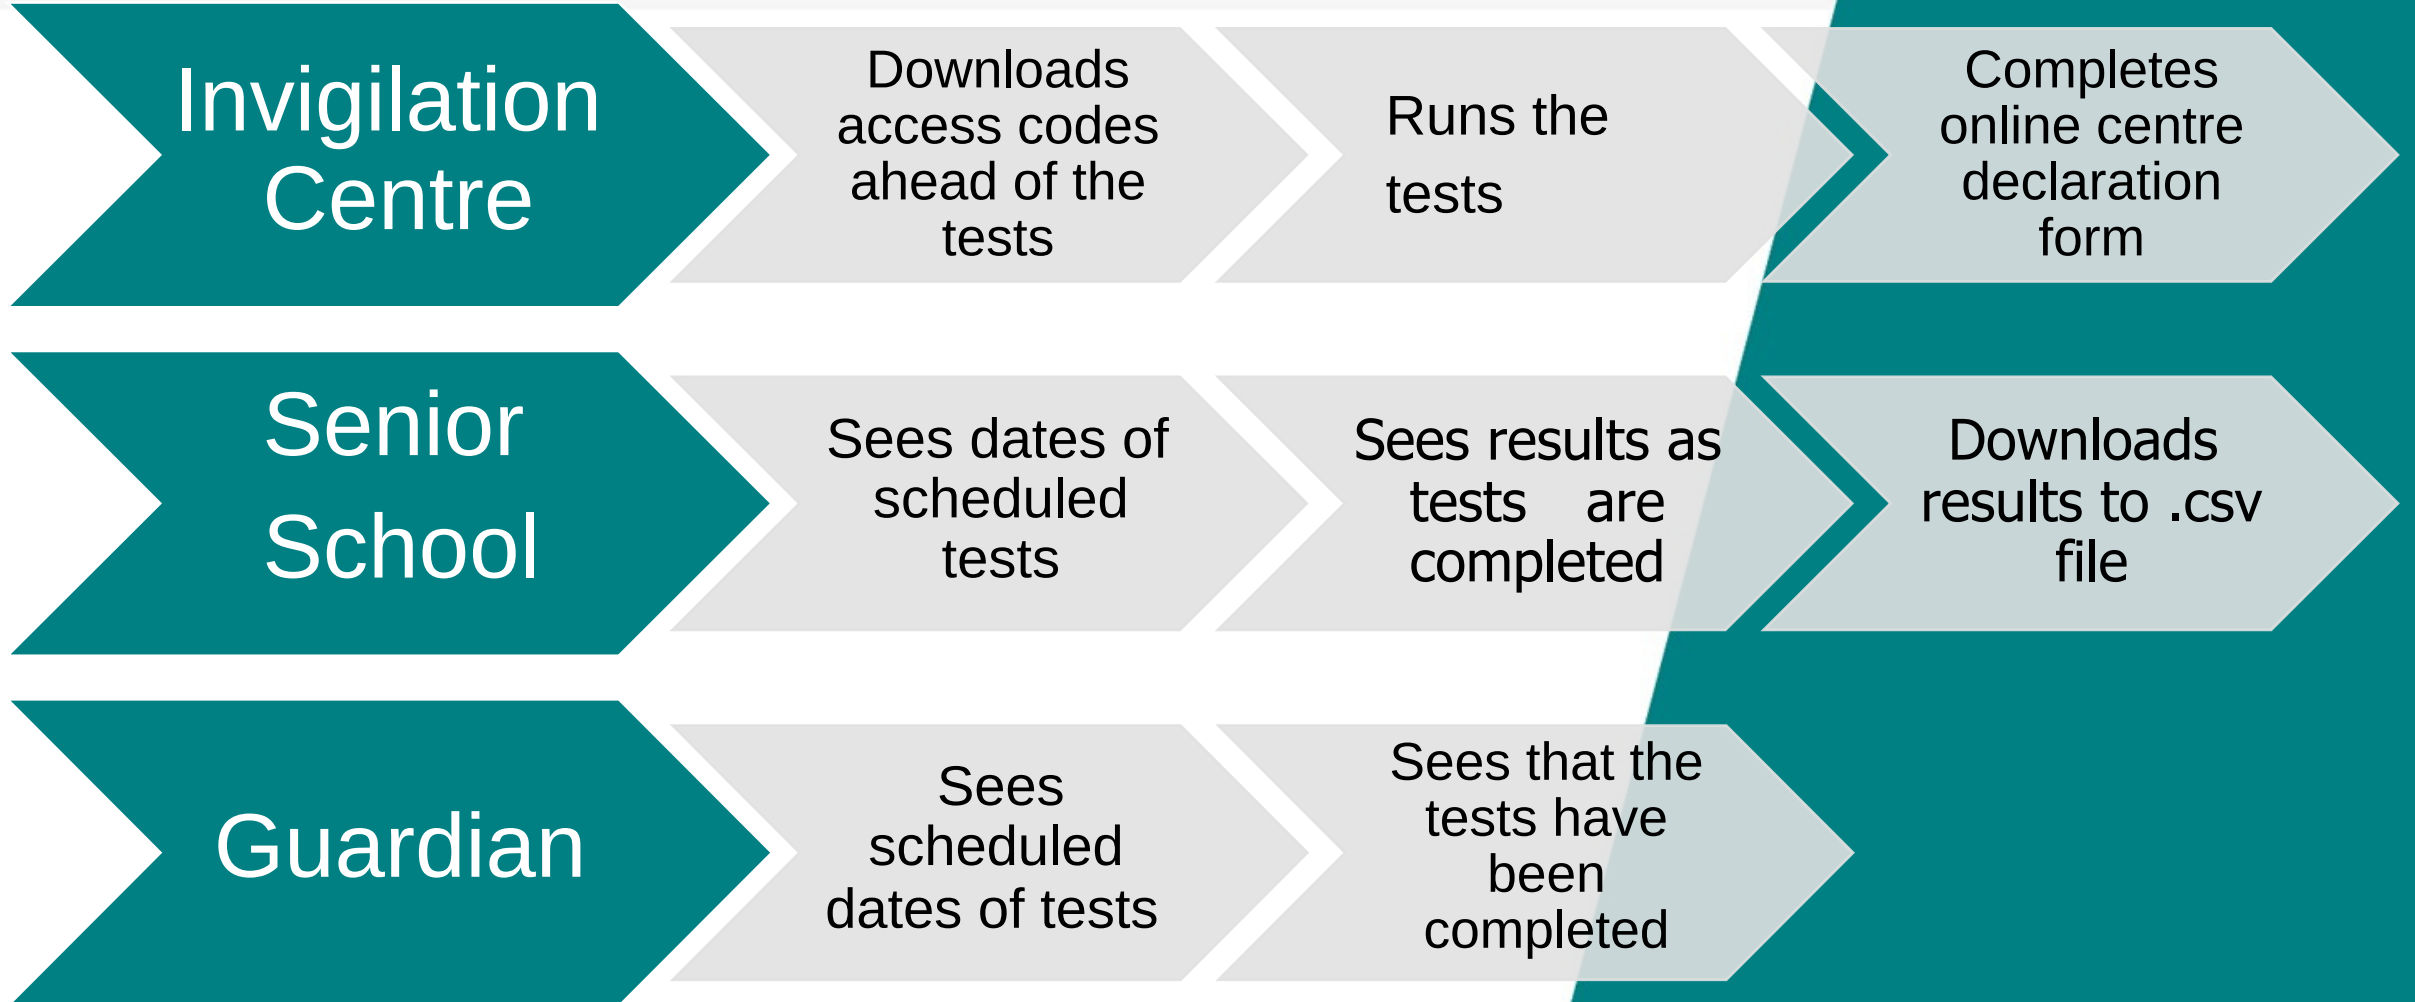 Invigilation
Centre
Downloads
access codes
ahead of the
tests
Runs the
tests
Completes
online centre
declaration
form
Senior
School
Sees dates of
scheduled
tests
Sees results as
tests are
completed
Downloads
results to .csv
file
Guardian
Sees
scheduled
dates of tests
Sees that the
tests have
been
completed